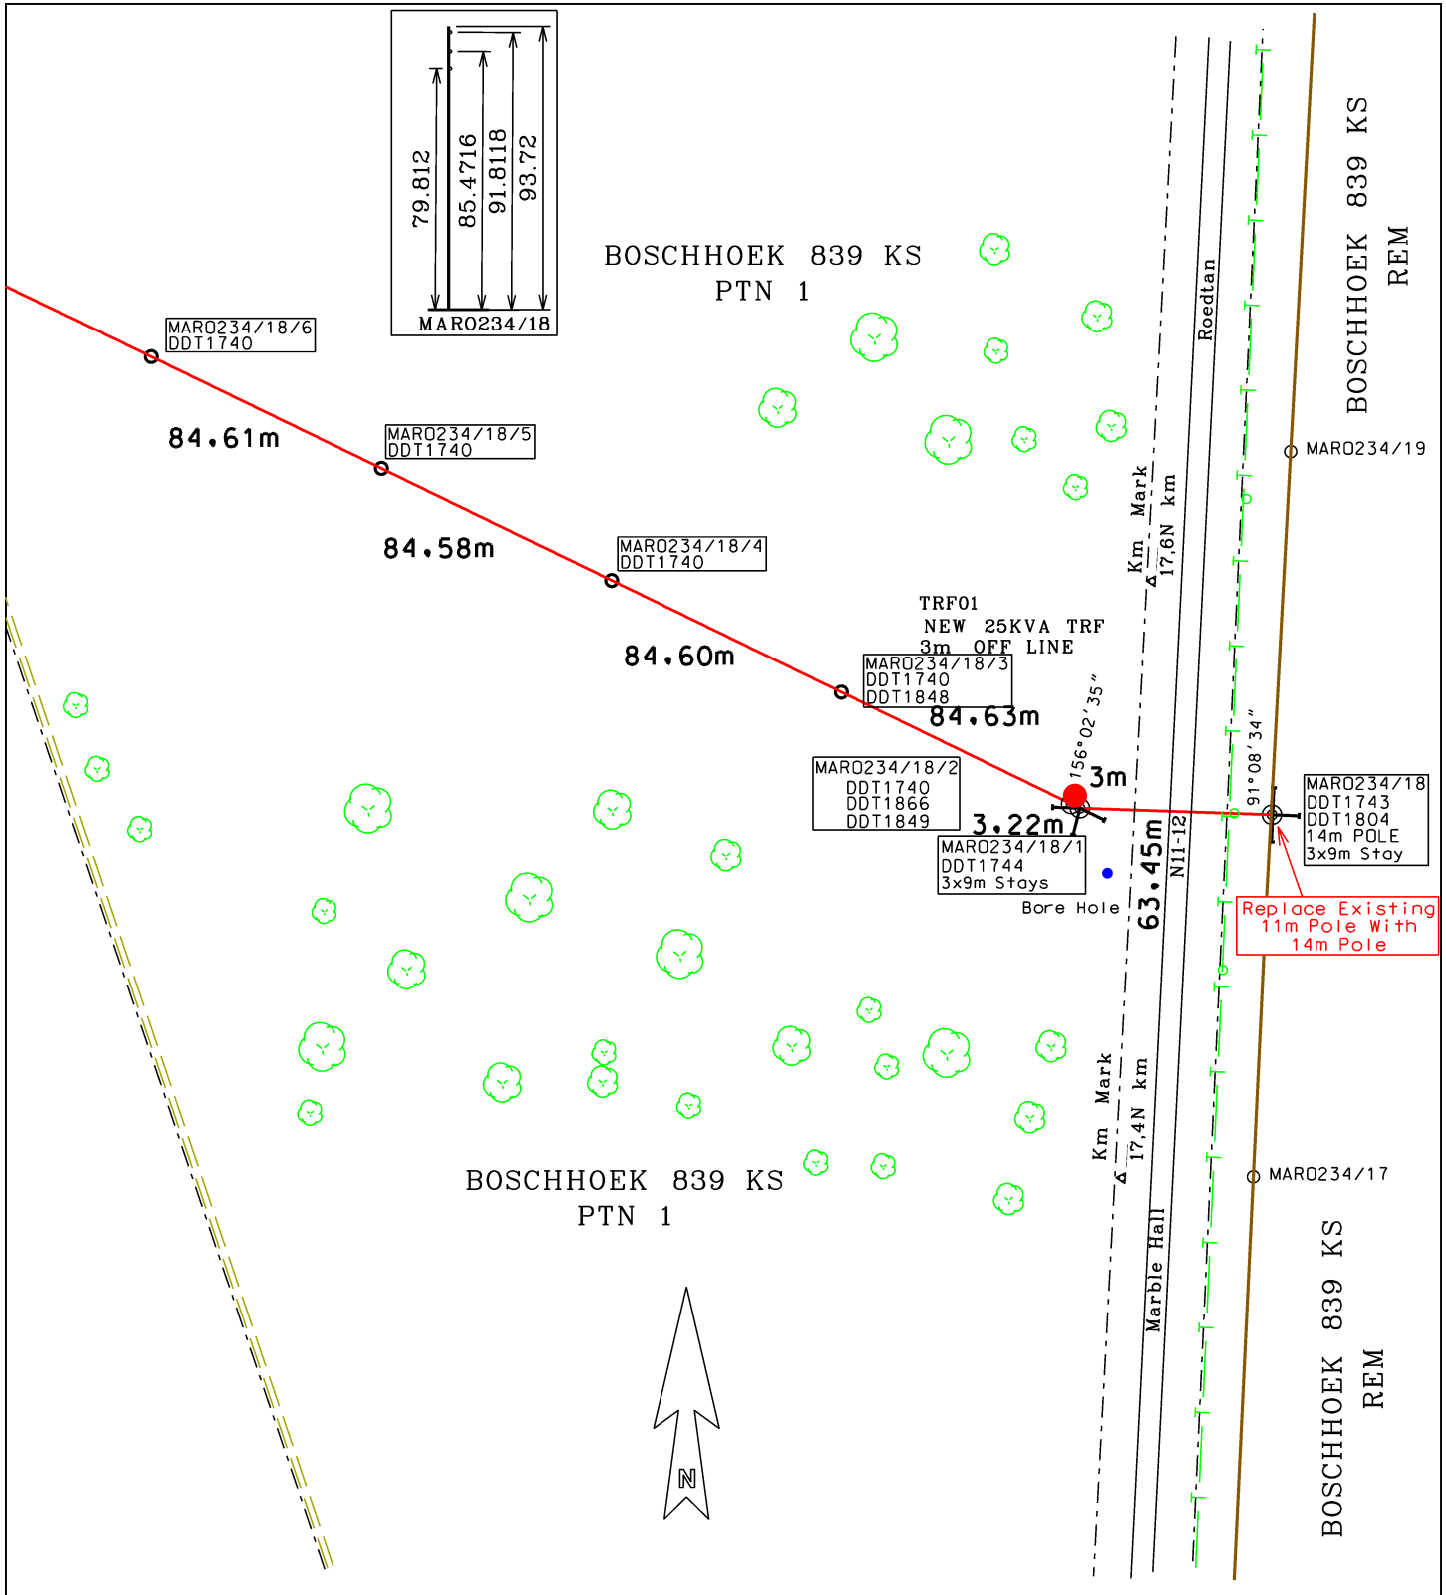 79.812
85.4716
91.8118
93.72
MARO234/18
BOSCHHOEK 839 KS
PTN 1
BOSCHHOEK 839 KS
REM
Roedtan
MARO234/18/6
DDT1740
84.61m
MARO234/18/5
DDT1740
84.58m
MARO234/18/4
DDT1740
84.60m
MARO234/19
Km Mark
17,6N km
TRF01
NEW 25KVA TRF
3m OFF LINE
MARO234/18/3
DDT1740
DDT1848
84.63m
156°02'35"
91°08'34"
3m
MARO234/18/2
DDT1740
DDT1866
DDT1849
3.22m
MARO234/18/1
DDT1744
3x9m Stays
Bore Hole
63.45m
N11-12
MARO234/18
DDT1743
DDT1804
14m POLE
3x9m Stay
Replace Existing
11m Pole With
14m Pole
Km Mark
17,4N km
MARO234/17
Marble Hall
BOSCHHOEK 839 KS
PTN 1
BOSCHHOEK 839 KS
REM
N